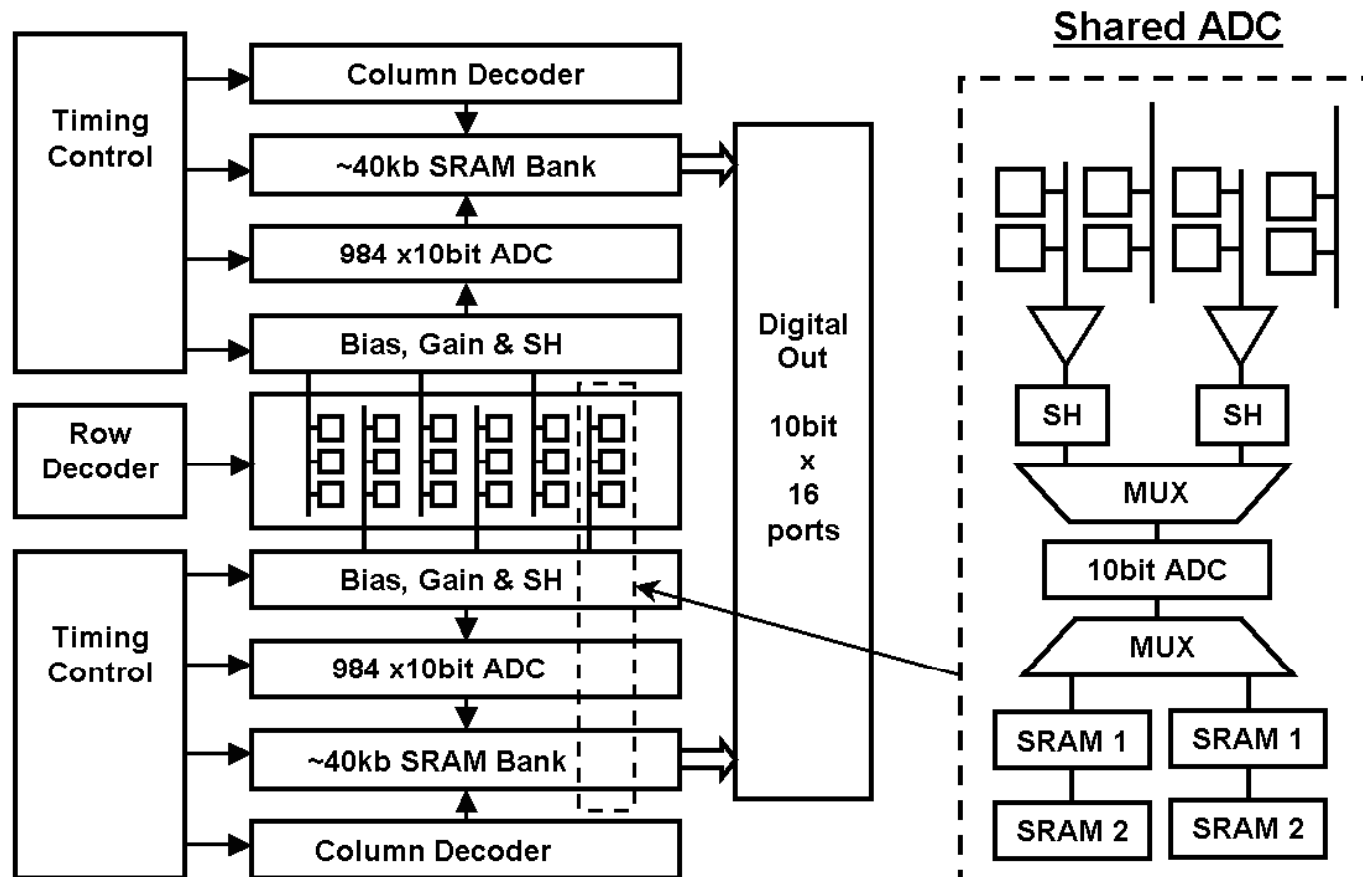 Shared ADC
Timing
Control
Column Decoder
~40kb SRAM Bank
984 x10bit ADC
Bias, Gain & SH
Row
Decoder
Timing
Control
Bias, Gain & SH
984 x10bit ADC
~40kb SRAM Bank
Column Decoder
Digital
Out
10bit
x
16
ports
SH
SH
MUX
10bit ADC
MUX
SRAM 1
SRAM 1
SRAM 2
SRAM 2